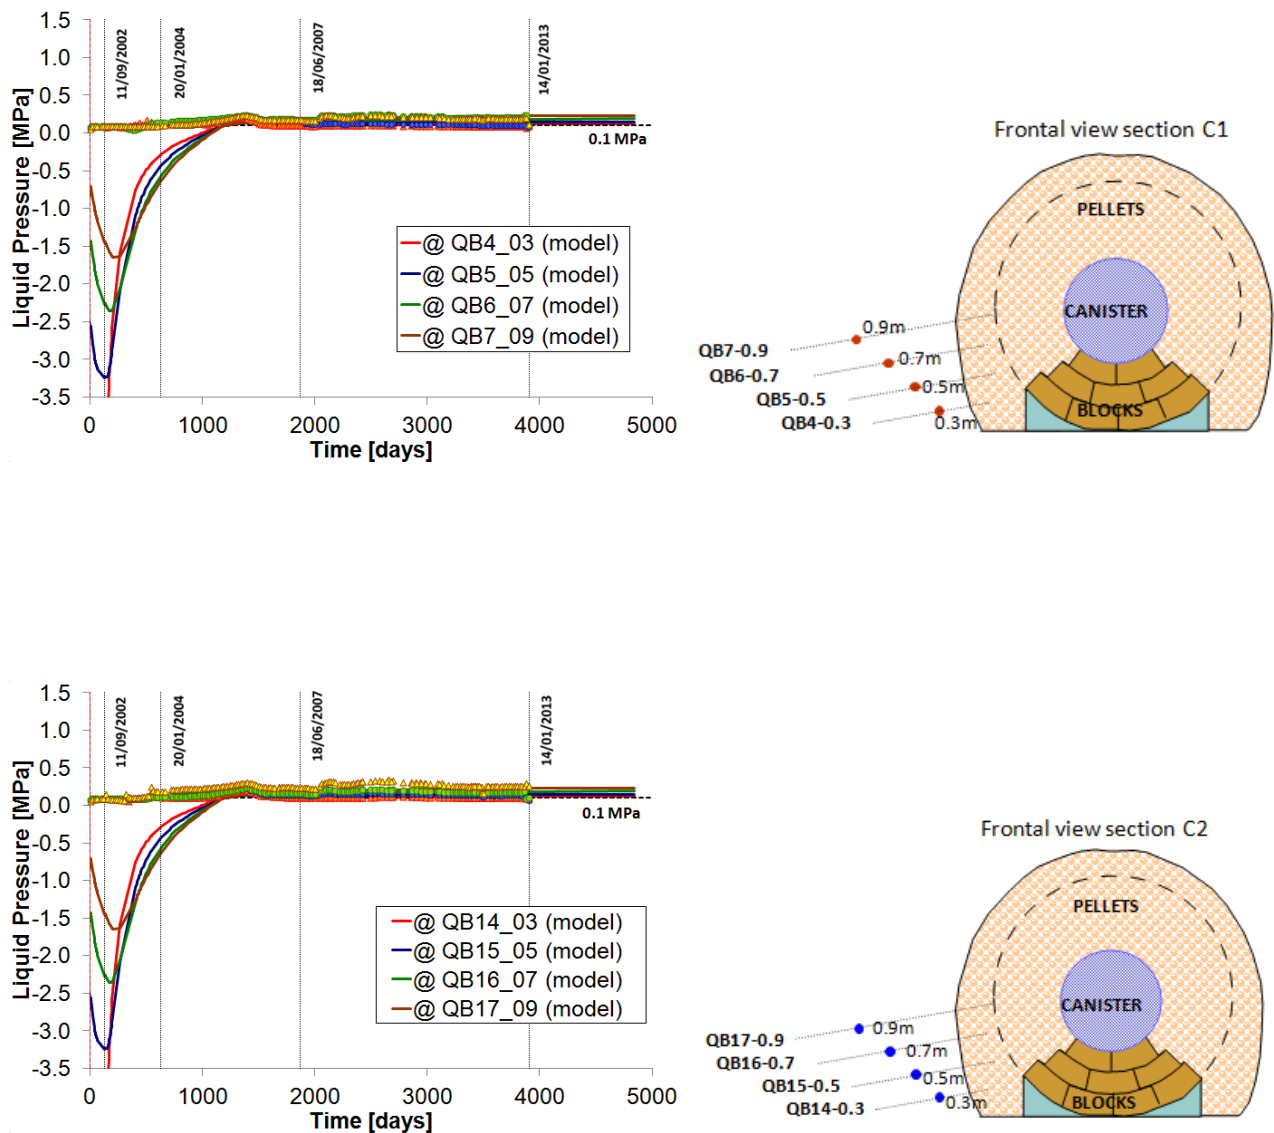 1.5
1.0
0.5
0.0
-0.5
-1.0
-1.5
-2.0
-2.5
-3.0
-3.5
Liquid Pressure [MPa]
11/09/2002
20/01/2004
18/06/2007
14/01/2013
0.1 MPa
@ QB4_03 (model)
@ QB5_05 (model)
@ QB6_07 (model)
@ QB7_09 (model)
0 1000 2000 3000 4000 5000
Time [days]
Frontal view section C1
PELLETS
CANISTER
BLOCKS
0.9m
QB7-0.9
0.7m
QB6-0.7
0.5m
QB5-0.5
0.3m
QB4-0.3
1.5
1.0
0.5
0.0
-0.5
-1.0
-1.5
-2.0
-2.5
-3.0
-3.5
Liquid Pressure [MPa]
11/09/2002
20/01/2004
18/06/2007
14/01/2013
0.1 MPa
@ QB14_03 (model)
@ QB15_05 (model)
@ QB16_07 (model)
@ QB17_09 (model)
0 1000 2000 3000 4000 5000
Time [days]
Frontal view section C2
PELLETS
CANISTER
BLOCKS
0.9m
QB17-0.9
0.7m
QB16-0.7
0.5m
QB15-0.5
0.3m
QB14-0.3